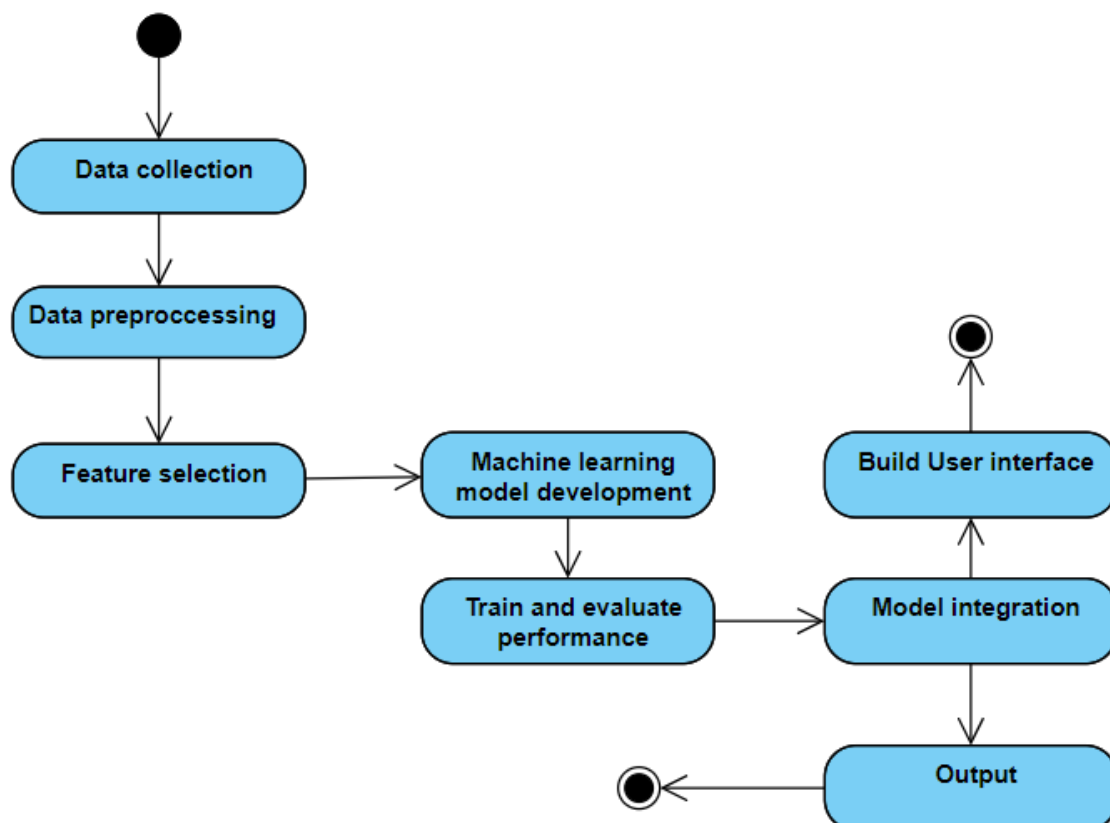 Data collection
Data preproccessing
Feature selection
Machine learning
model development
Train and evaluate
performance
Build User interface
Model integration
Output